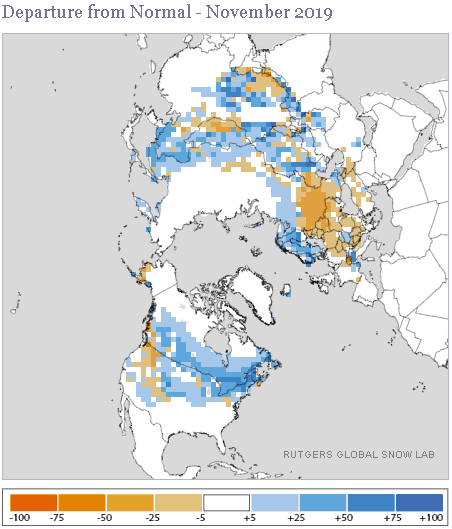 Departure from Normal - November 2019
RUTGERS GLOBAL SNOW LAB
-100 -75 -50 -25 -5 +5 +25 +50 +75 +100